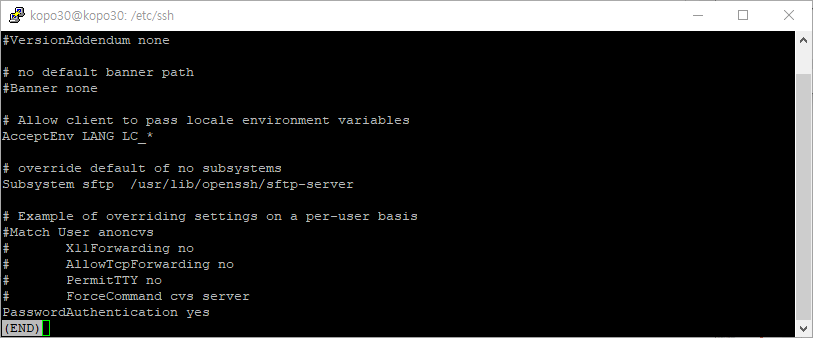 kopo30@kopo30: /etc/ssh
#VersionAddendum none
# no default banner path
#Banner none
# Allow client to pass locale environment variables
AcceptEnv LANG LC_*
# override default of no subsystems
Subsystem sftp  /usr/lib/openssh/sftp-server
# Example of overriding settings on a per-user basis
#Match User anoncvs
#       X11Forwarding no
#       AllowTcpForwarding no
#       PermitTTY no
#       ForceCommand cvs server
PasswordAuthentication yes
(END)